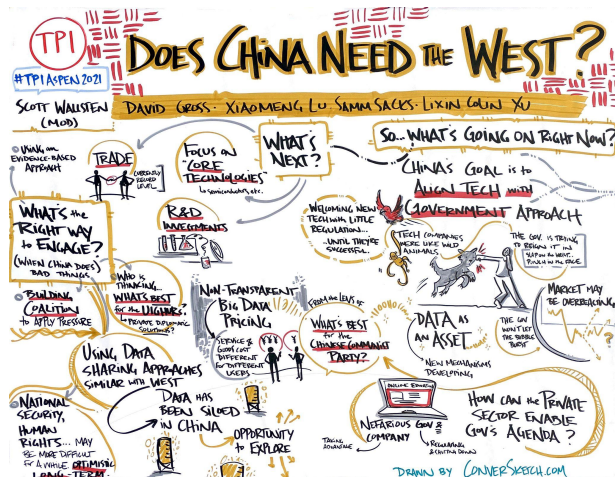 TPI
#TPIASPEN2021
DOES CHINA NEED THE WEST?
SCOTT WALLSTEN
(MOD)
DAVID GROSS · XIAOMENG LU SAMM SACKS · LIXIN COLIN XU
USING an
EVIDENCE-BASED
APPROACH
TRADE
CURRENTLY
RECORD
LEVEL
FOCUS on
"CORE
TECHNOLOGIES"
semiconductors, etc.
R&D
INVESTMENTS
WHAT'S
NEXT?
SO... WHAT'S GOING ON RIGHT NOW?
CHINA'S GOAL is to
ALIGN TECH with
GOVERNMENT APPROACH
WELCOMING NEW
TECH WITH LITTLE
REGULATION...
...UNTIL THEY'RE
SUCCESSFUL...
TECH COMPANIES
WERE LIKE WILD
ANIMALS
THE GOV. IS TRYING
TO REIGN IT IN
SLAP ON THE WRIST...
PUNCH IN THE FACE
MARKET MAY
BE OVERREACTING
THE GOV
WON'T LET
THE BUBBLE
BURST
WHAT'S the
RIGHT WAY
to ENGAGE?
(WHEN CHINA DOES)
BAD THINGS
BUILDING
COALITION
TO APPLY PRESSURE
WHO IS
THINKING...
WHAT'S BEST
for the UIGHURS?
PRIVATE DIPLOMATIC
SOLUTIONS?
NON-TRANSPARENT
BIG DATA
PRICING
SERVICE &
GOODS COST
DIFFERENT
for DIFFERENT
USERS
FROM the LENS OF
WHAT'S BEST
for the
CHINESE COMMUNIST
PARTY?
DATA AS
an ASSET
NEW MECHANISMS
DEVELOPING
USING DATA
SHARING APPROACHES
SIMILAR with WEST
DATA HAS
BEEN SILOED
IN CHINA
OPPORTUNITY
to EXPLORE
NATIONAL
SECURITY,
HUMAN
RIGHTS... MAY
BE MORE DIFFICULT
FOR A WHILE. OPTIMISTIC
LONG TERM
ONLINE
NEFARIOUS GOV &
COMPANY
TAKING
ADVANTAGE
HOW CAN the PRIVATE
SECTOR ENABLE
GOV'S AGENDA?
DRAWN BY CONVERSKETCH.COM